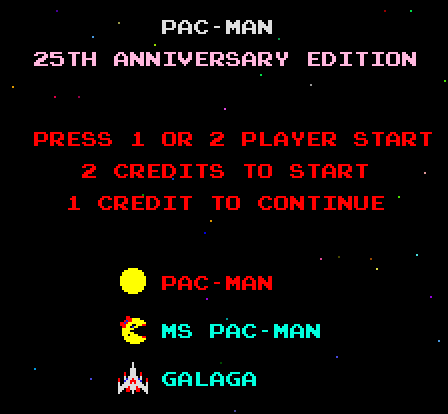 PAC-MAN
25TH ANNIVERSARY EDITION
PRESS 1 OR 2 PLAYER START
2 CREDITS TO START
1 CREDIT TO CONTINUE
PAC-MAN
MS PAC-MAN
GALAGA